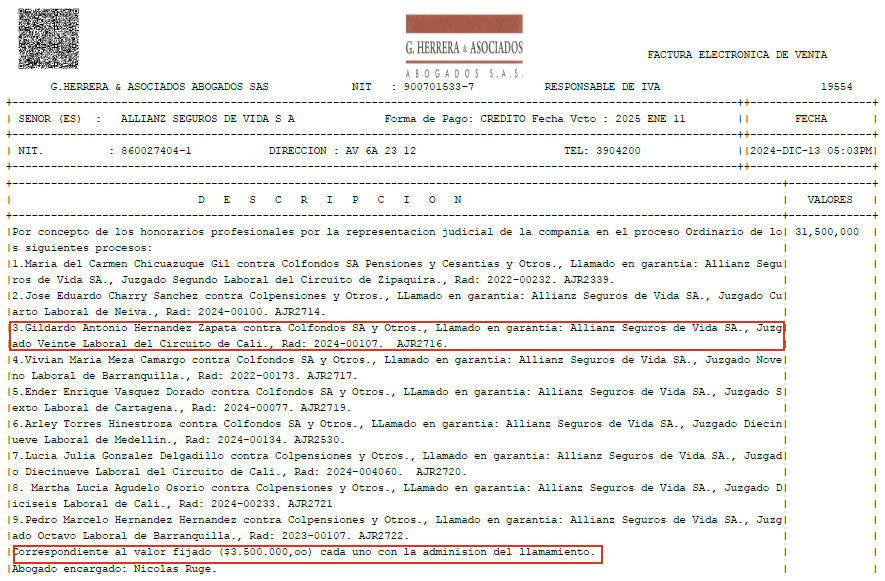 G. HERRERA & ASOCIADOS
ABOGADOS S.A.S.
FACTURA ELECTRONICA DE VENTA
G.HERRERA & ASOCIADOS ABOGADOS SAS NIT : 900701533-7 RESPONSABLE DE IVA 19554
SENOR (ES) : ALLIANZ SEGUROS DE VIDA S A Forma de Pago: CREDITO Fecha Vcto : 2025 ENE 11 FECHA
NIT. : 860027404-1 DIRECCION : AV 6A 23 12 TEL: 3904200 2024-DIC-13 05:03PM
D E S C R I P C I O N VALORES
Por concepto de los honorarios profesionales por la representacion judicial de la compania en el proceso Ordinario de lo 31,500,000
s siguientes procesos:
1.Maria del Carmen Chicuazuque Gil contra Colfondos SA Pensiones y Cesantias y Otros., Llamado en garantia: Allianz Segu
ros de Vida SA., Juzgado Segundo Laboral del Circuito de Zipaquira., Rad: 2022-00232. AJR2339.
2.Jose Eduardo Charry Sanchez contra Colpensiones y Otros., LLamado en garantia: Allianz Seguros de Vida SA., Juzgado Cu
arto Laboral de Neiva., Rad: 2024-00100. AJR2714.
3.Gildardo Antonio Hernandez Zapata contra Colfondos SA y Otros., Llamado en garantia: Allianz Seguros de Vida SA., Juzg
ado Veinte Laboral del Circuito de Cali., Rad: 2024-00107. AJR2716.
4.Vivian Maria Meza Camargo contra Colfondos SA y Otros., Llamado en garantia: Allianz Seguros de Vida SA., Juzgado Nove
no Laboral de Barranquilla., Rad: 2022-00173. AJR2717.
5.Ender Enrique Vasquez Dorado contra Colfondos SA y Otros., LLamado en garantia: Allianz Seguros de Vida SA., Juzgado S
exto Laboral de Cartagena., Rad: 2024-00077. AJR2719.
6.Arley Torres Hinestroza contra Colfondos SA y Otros., LLamado en garantia: Allianz Seguros de Vida SA., Juzgado Diecin
ueve Laboral de Medellin., Rad: 2024-00134. AJR2530.
7.Lucia Julia Gonzalez Delgadillo contra Colpensiones y Otros., Llamado en garantia: Allianz Seguros de Vida SA., Juzgad
o Diecinueve Laboral del Circuito de Cali., Rad: 2024-004060. AJR2720.
8. Martha Lucia Agudelo Osorio contra Colpensiones y Otros., LLamado en garantia: Allianz Seguros de Vida SA., Juzgado D
iciseis Laboral de Cali., Rad: 2024-00233. AJR2721
9.Pedro Marcelo Hernandez Hernandez contra Colpensiones y Otros., Llamado en garantia: Allianz Seguros de Vida SA., Juzg
ado Octavo Laboral de Barranquilla., Rad: 2023-00107. AJR2722.
Correspondiente al valor fijado ($3.500.000,oo) cada uno con la adminision del llamamiento.
Abogado encargado: Nicolas Ruge.